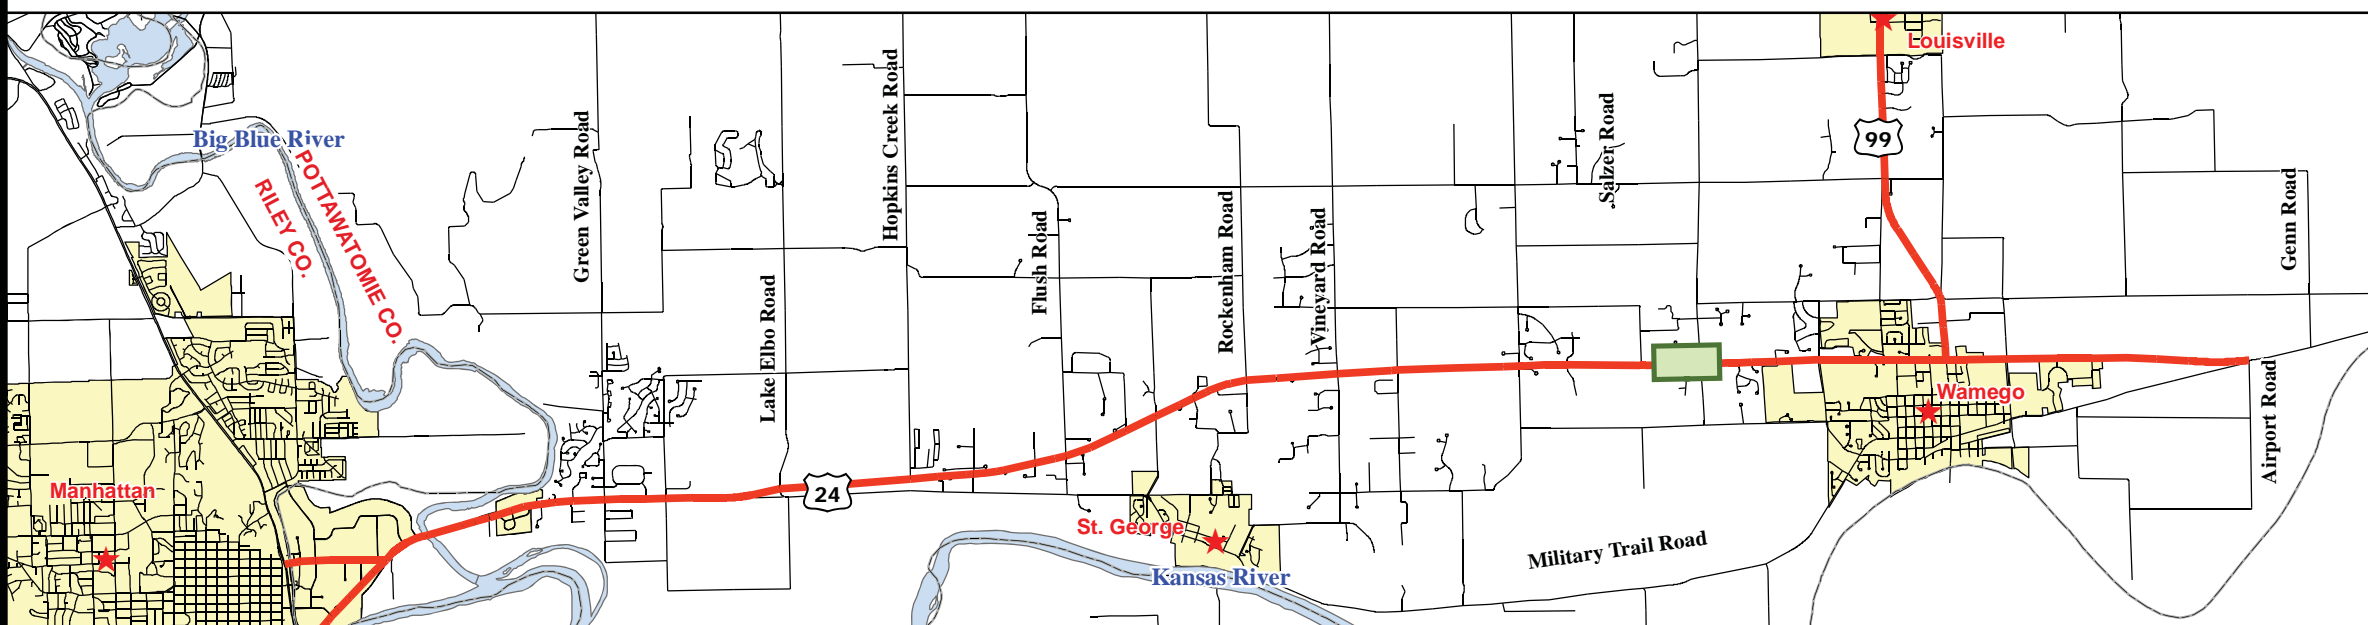 Louisville
99
Big Blue River
POTTAWATOMIE CO.
RILEY CO.
Green Valley Road
Hopkins Creek Road
Salzer Road
Genn Road
Flush Road
Rockenham Road
Vineyard Road
Lake Elbo Road
Wamego
Airport Road
24
Manhattan
St. George
Military Trail Road
Kansas River